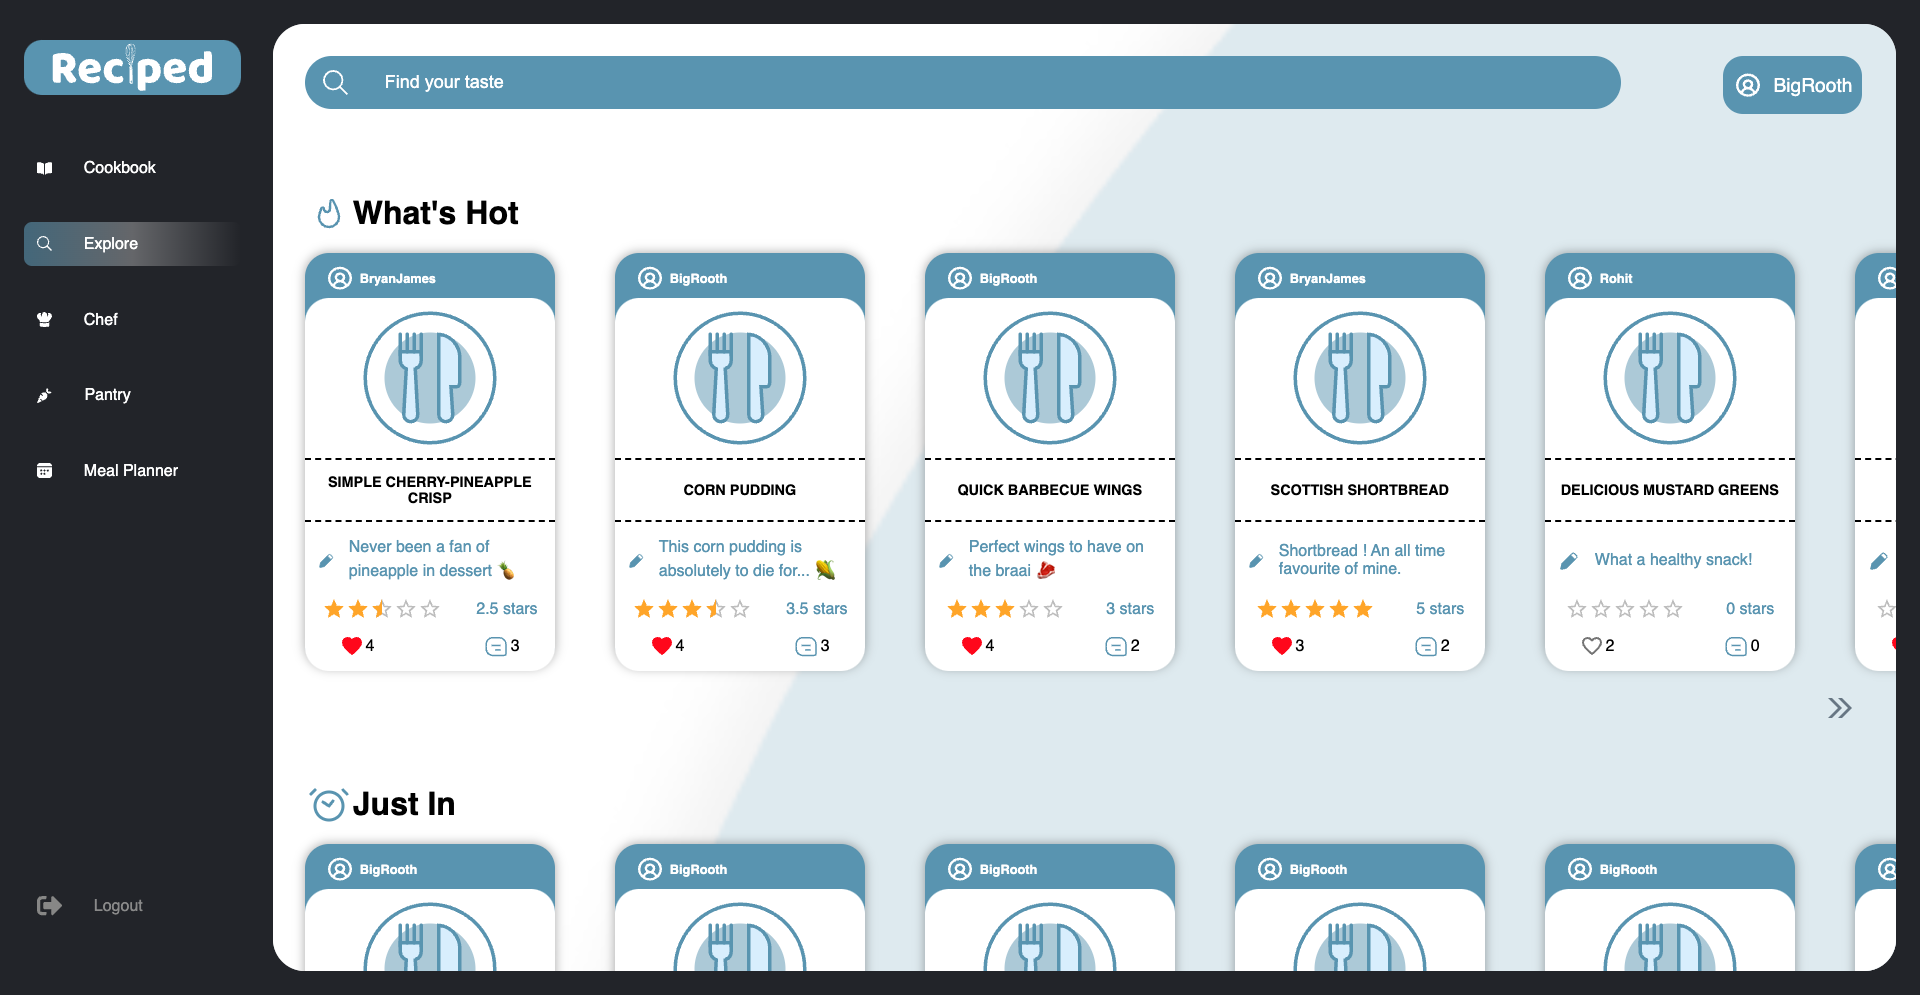 Reciped
Find your taste
BigRooth
Cookbook
Explore
Chef
Pantry
Meal Planner
Logout
What's Hot
BryanJames
SIMPLE CHERRY-PINEAPPLE
CRISP
Never been a fan of
pineapple in dessert 🍍
2.5 stars
4
3
BigRooth
CORN PUDDING
This corn pudding is
absolutely to die for... 🌽
3.5 stars
4
3
BigRooth
QUICK BARBECUE WINGS
Perfect wings to have on
the braai 🥩
3 stars
4
2
BryanJames
SCOTTISH SHORTBREAD
Shortbread ! An all time
favourite of mine.
5 stars
3
2
Rohit
DELICIOUS MUSTARD GREENS
What a healthy snack!
0 stars
2
0
Just In
BigRooth
BigRooth
BigRooth
BigRooth
BigRooth